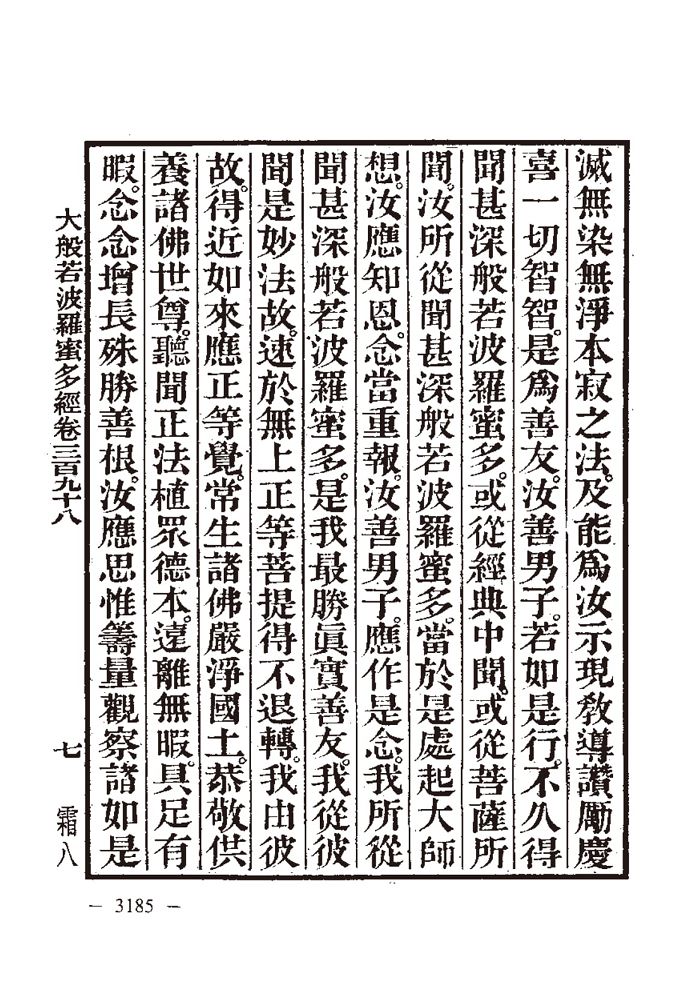 滅無染無淨本寂之法。及能爲汝示現敎導讚勵慶
喜一切智智。是爲善友。汝善男子。若如是行。不久得
聞甚深般若波羅蜜多。或從經典中聞。或從菩薩所
聞。汝所從聞甚深般若波羅蜜多。當於是處起大師
想。汝應知恩。念當重報。汝善男子。應作是念。我所從
聞甚深般若波羅蜜多。是我最勝眞實善友。我從彼
聞是妙法故。速於無上正等菩提得不退轉。我由彼
故。得近如來應正等覺。常生諸佛嚴淨國土。恭敬供
養諸佛世尊。聽聞正法植眾德本。遠離無暇。具足有
暇。念念增長殊勝善根。汝應思惟籌量觀察諸如是
大般若波羅蜜多經卷三百九十八 七 霜八
— 3185 —